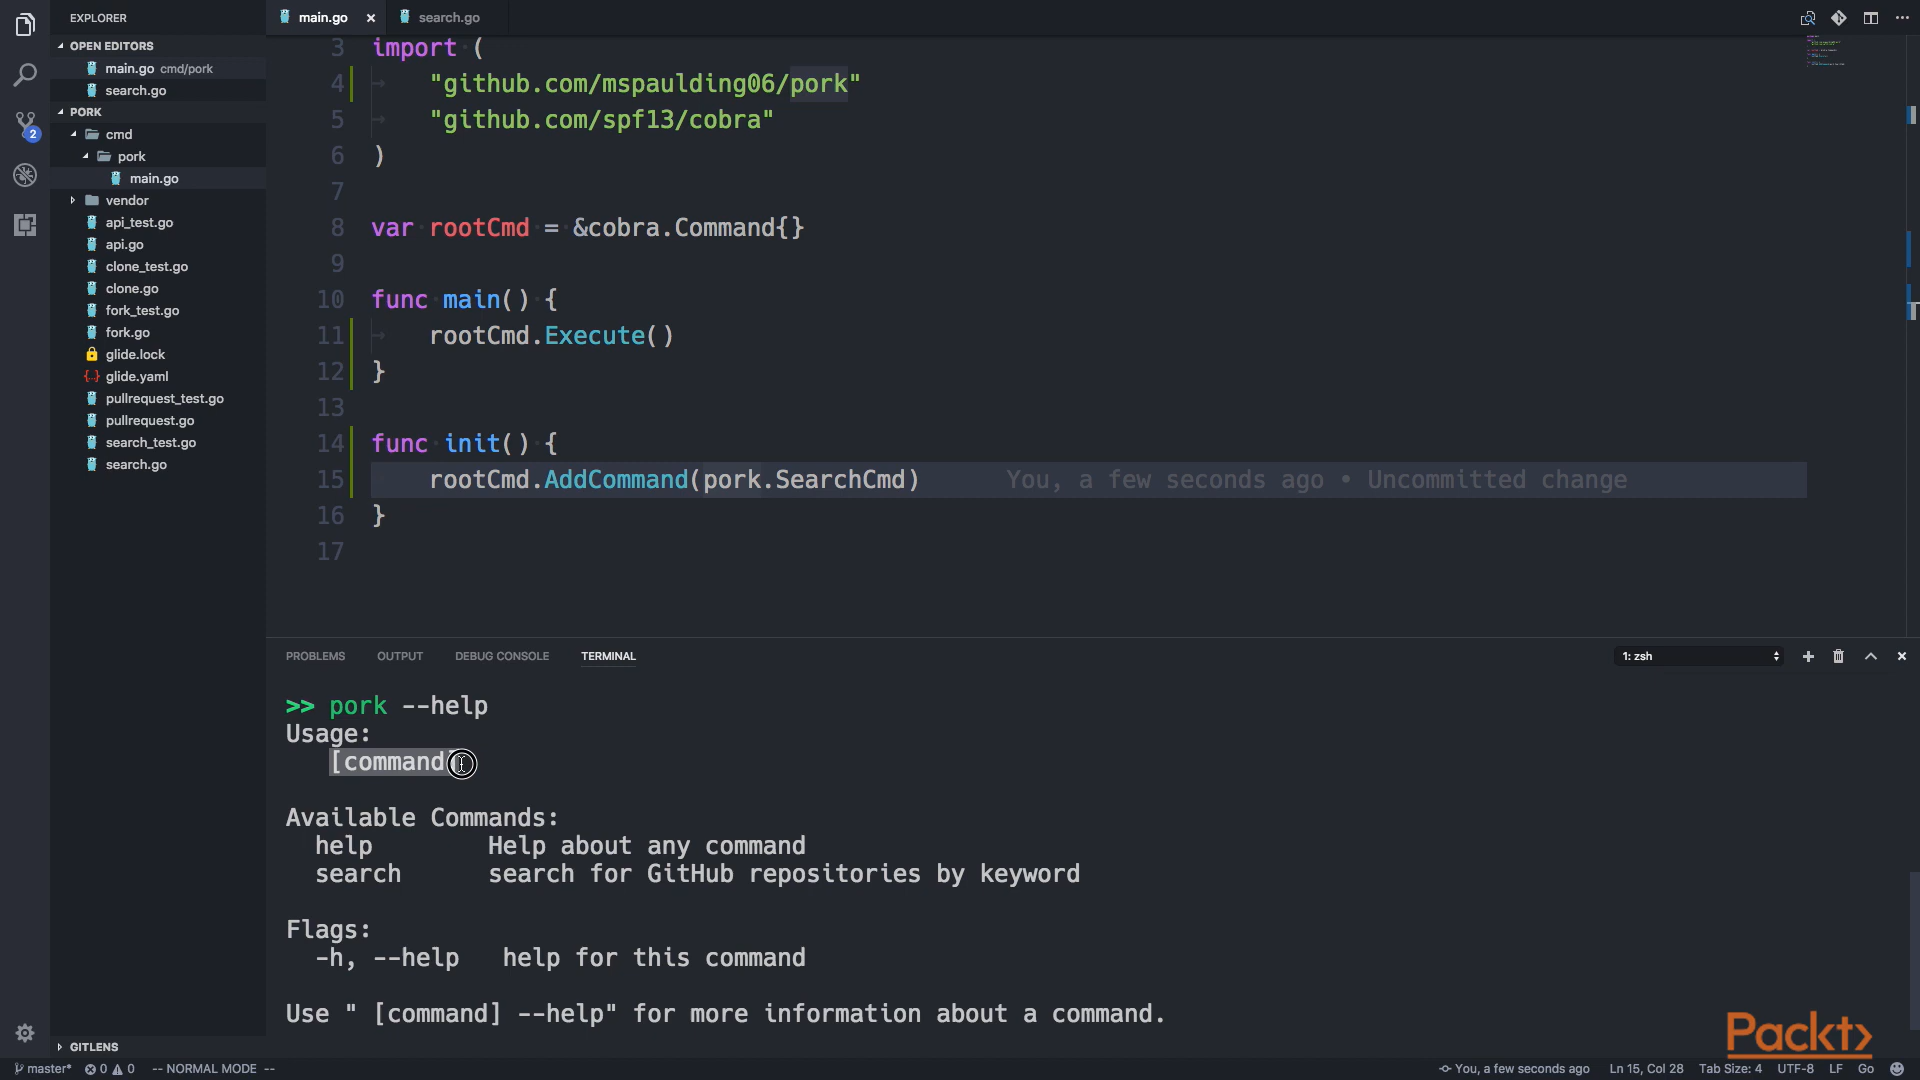 EXPLORER
OPEN EDITORS
main.go cmd/pork
search.go
PORK
cmd
pork
main.go
vendor
api_test.go
api.go
clone_test.go
clone.go
fork_test.go
fork.go
glide.lock
glide.yaml
pullrequest_test.go
pullrequest.go
search_test.go
search.go
GITLENS
2
main.go
search.go
3 import (
4 "github.com/mspaulding06/pork"
5 "github.com/spf13/cobra"
6 )
7
8 var rootCmd = &cobra.Command{}
9
10 func main() {
11 rootCmd.Execute()
12 }
13
14 func init() {
15 rootCmd.AddCommand(pork.SearchCmd) You, a few seconds ago • Uncommitted change
16 }
17
PROBLEMS OUTPUT DEBUG CONSOLE TERMINAL
1: zsh
>> pork --help
Usage:
[command]
Available Commands:
help Help about any command
search search for GitHub repositories by keyword
Flags:
-h, --help help for this command
Use " [command] --help" for more information about a command.
Packt>
master* 0 0 -- NORMAL MODE --
You, a few seconds ago Ln 15, Col 28 Tab Size: 4 UTF-8 LF Go